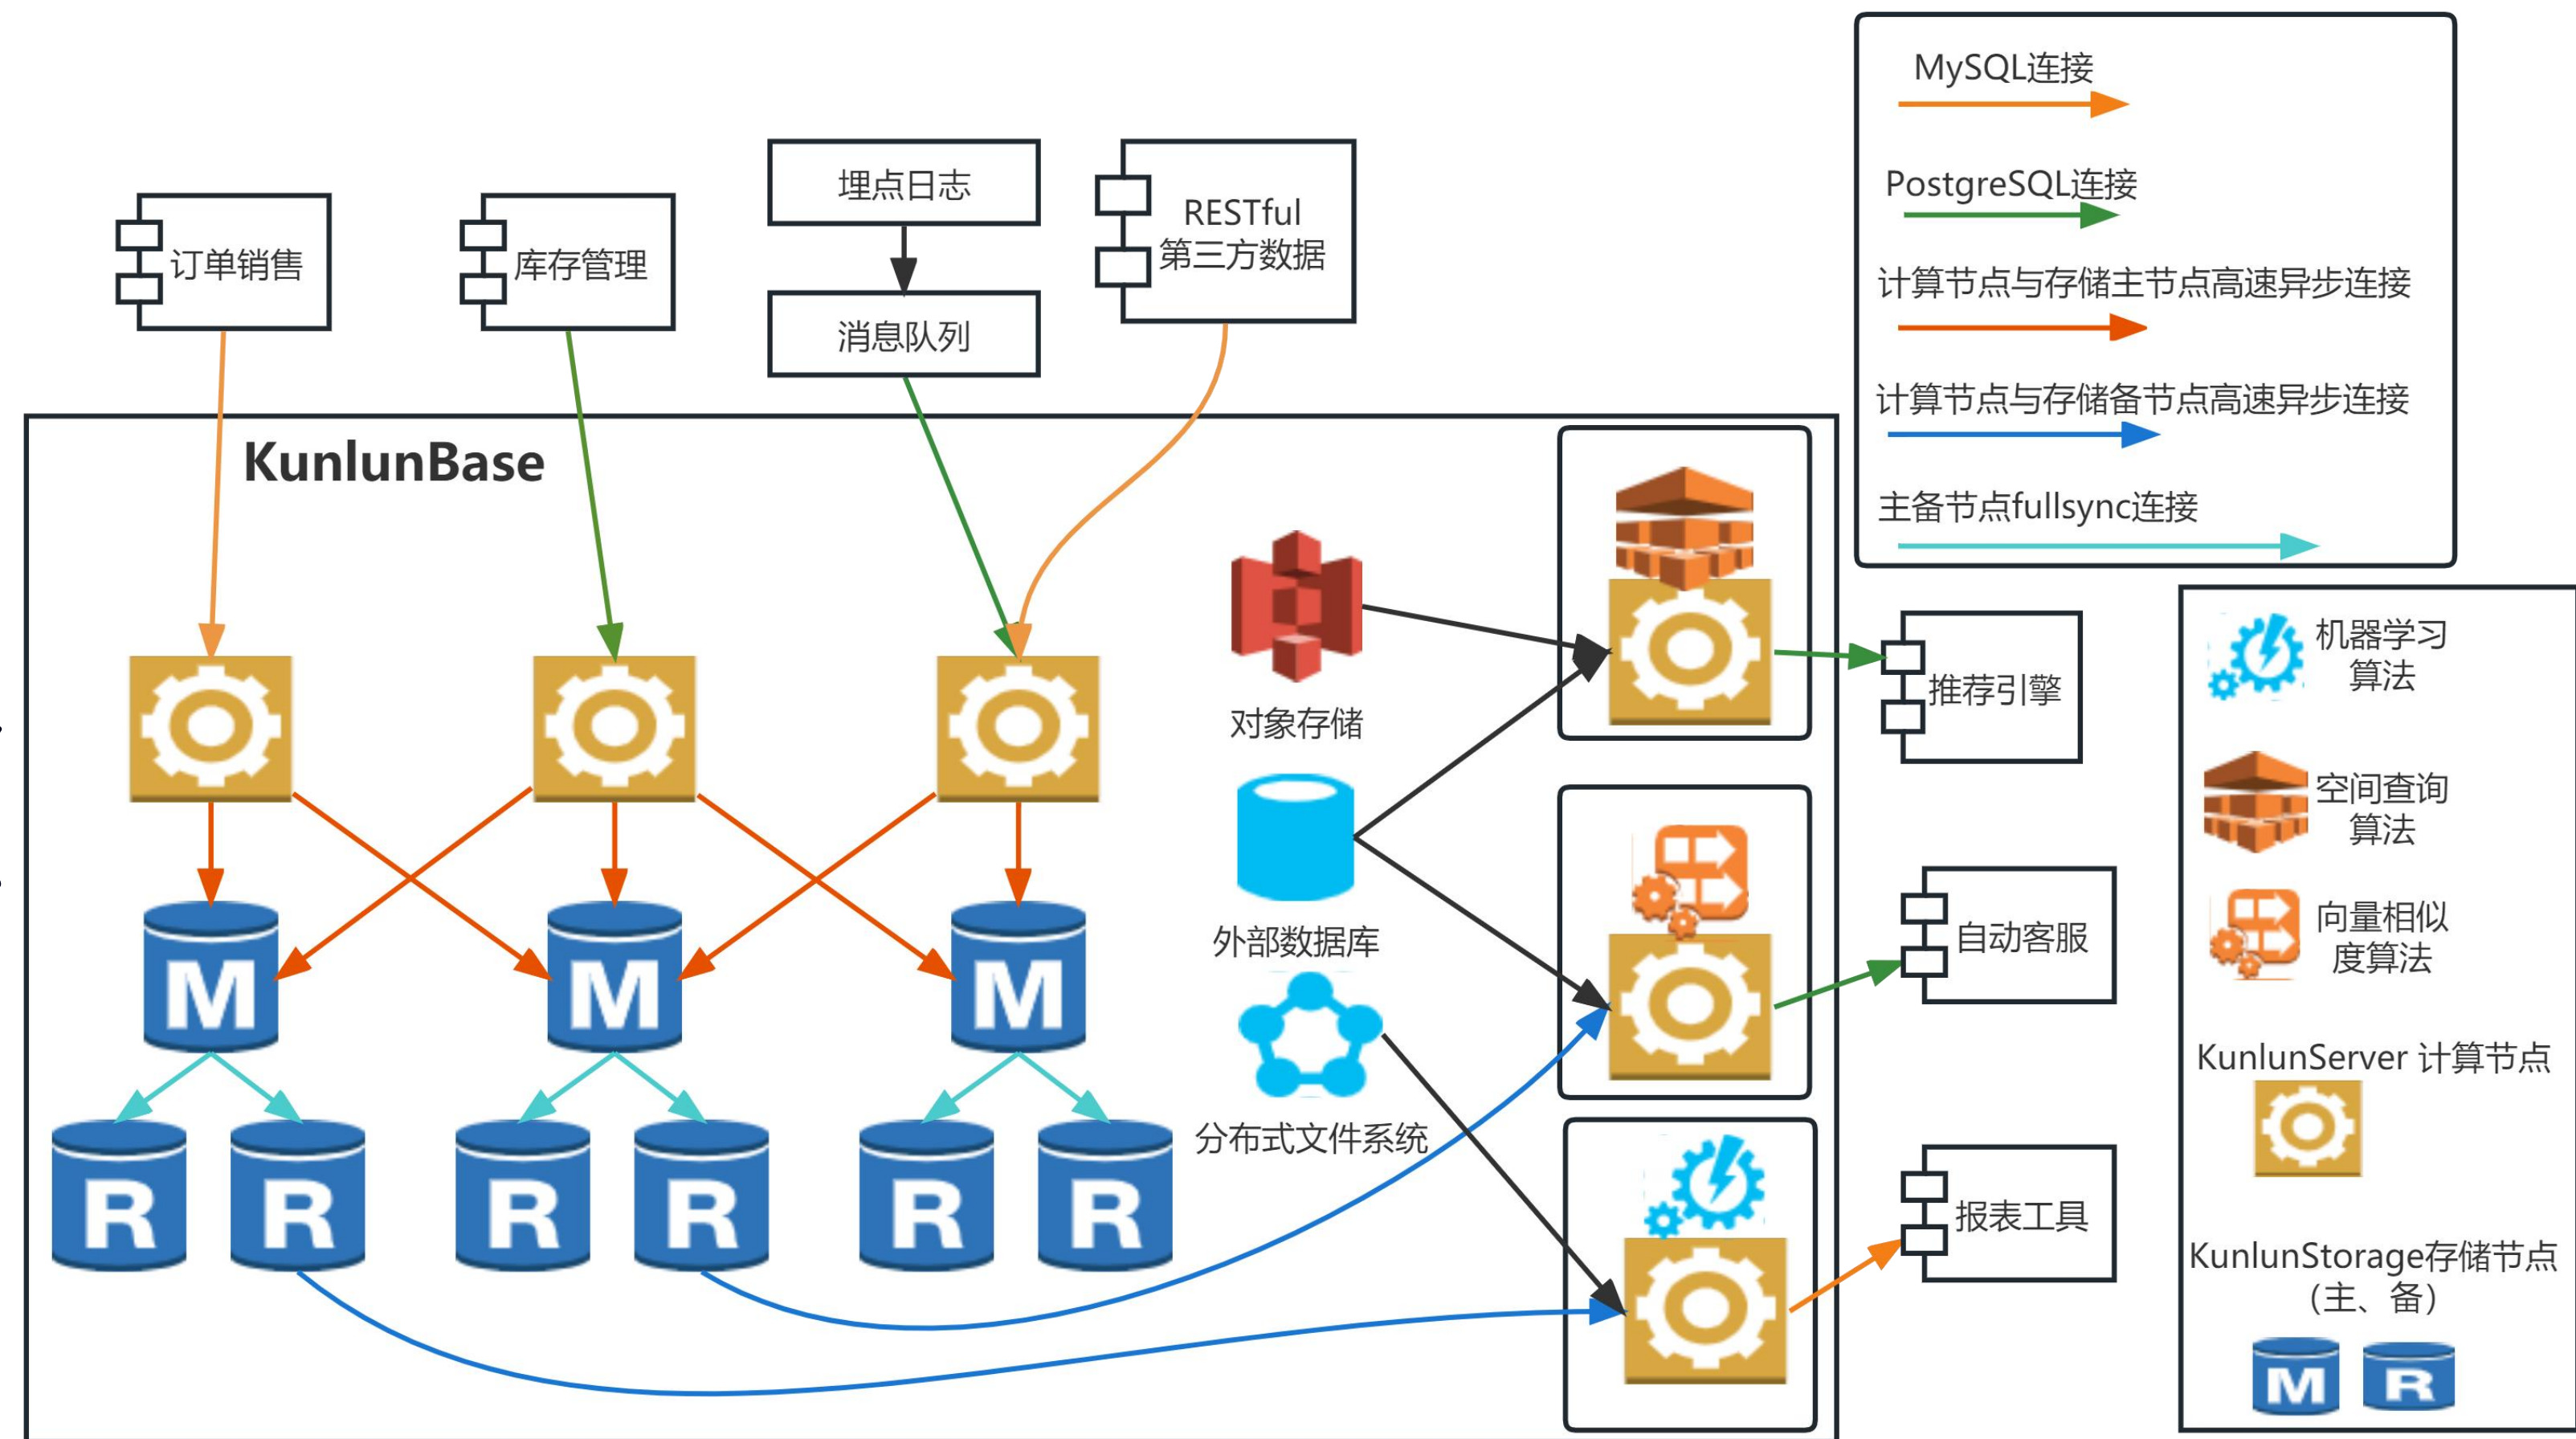 MySQL连接
PostgreSQL连接
计算节点与存储主节点高速异步连接
计算节点与存储备节点高速异步连接
主备节点fullsync连接
订单销售
库存管理
埋点日志
消息队列
RESTful
第三方数据
KunlunBase
对象存储
外部数据库
分布式文件系统
M
M
M
R
R
R
R
R
R
推荐引擎
自动客服
报表工具
机器学习
算法
空间查询
算法
向量相似
度算法
KunlunServer 计算节点
KunlunStorage存储节点
（主、备）
M
R